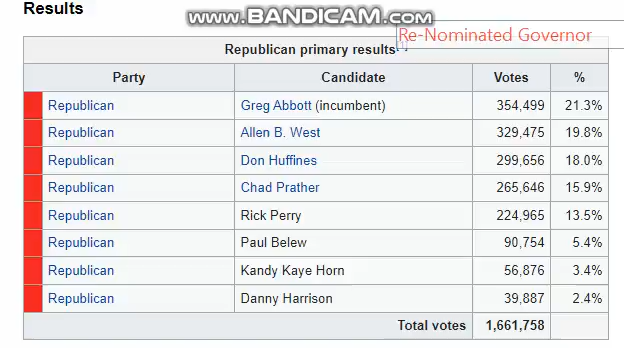 Results
WWW.BANDICAM.COM
Re-Nominated Governor
Republican primary results[1]
Party Candidate Votes %
Republican Greg Abbott (incumbent) 354,499 21.3%
Republican Allen B. West 329,475 19.8%
Republican Don Huffines 299,656 18.0%
Republican Chad Prather 265,646 15.9%
Republican Rick Perry 224,965 13.5%
Republican Paul Belew 90,754 5.4%
Republican Kandy Kaye Horn 56,876 3.4%
Republican Danny Harrison 39,887 2.4%
Total votes 1,661,758